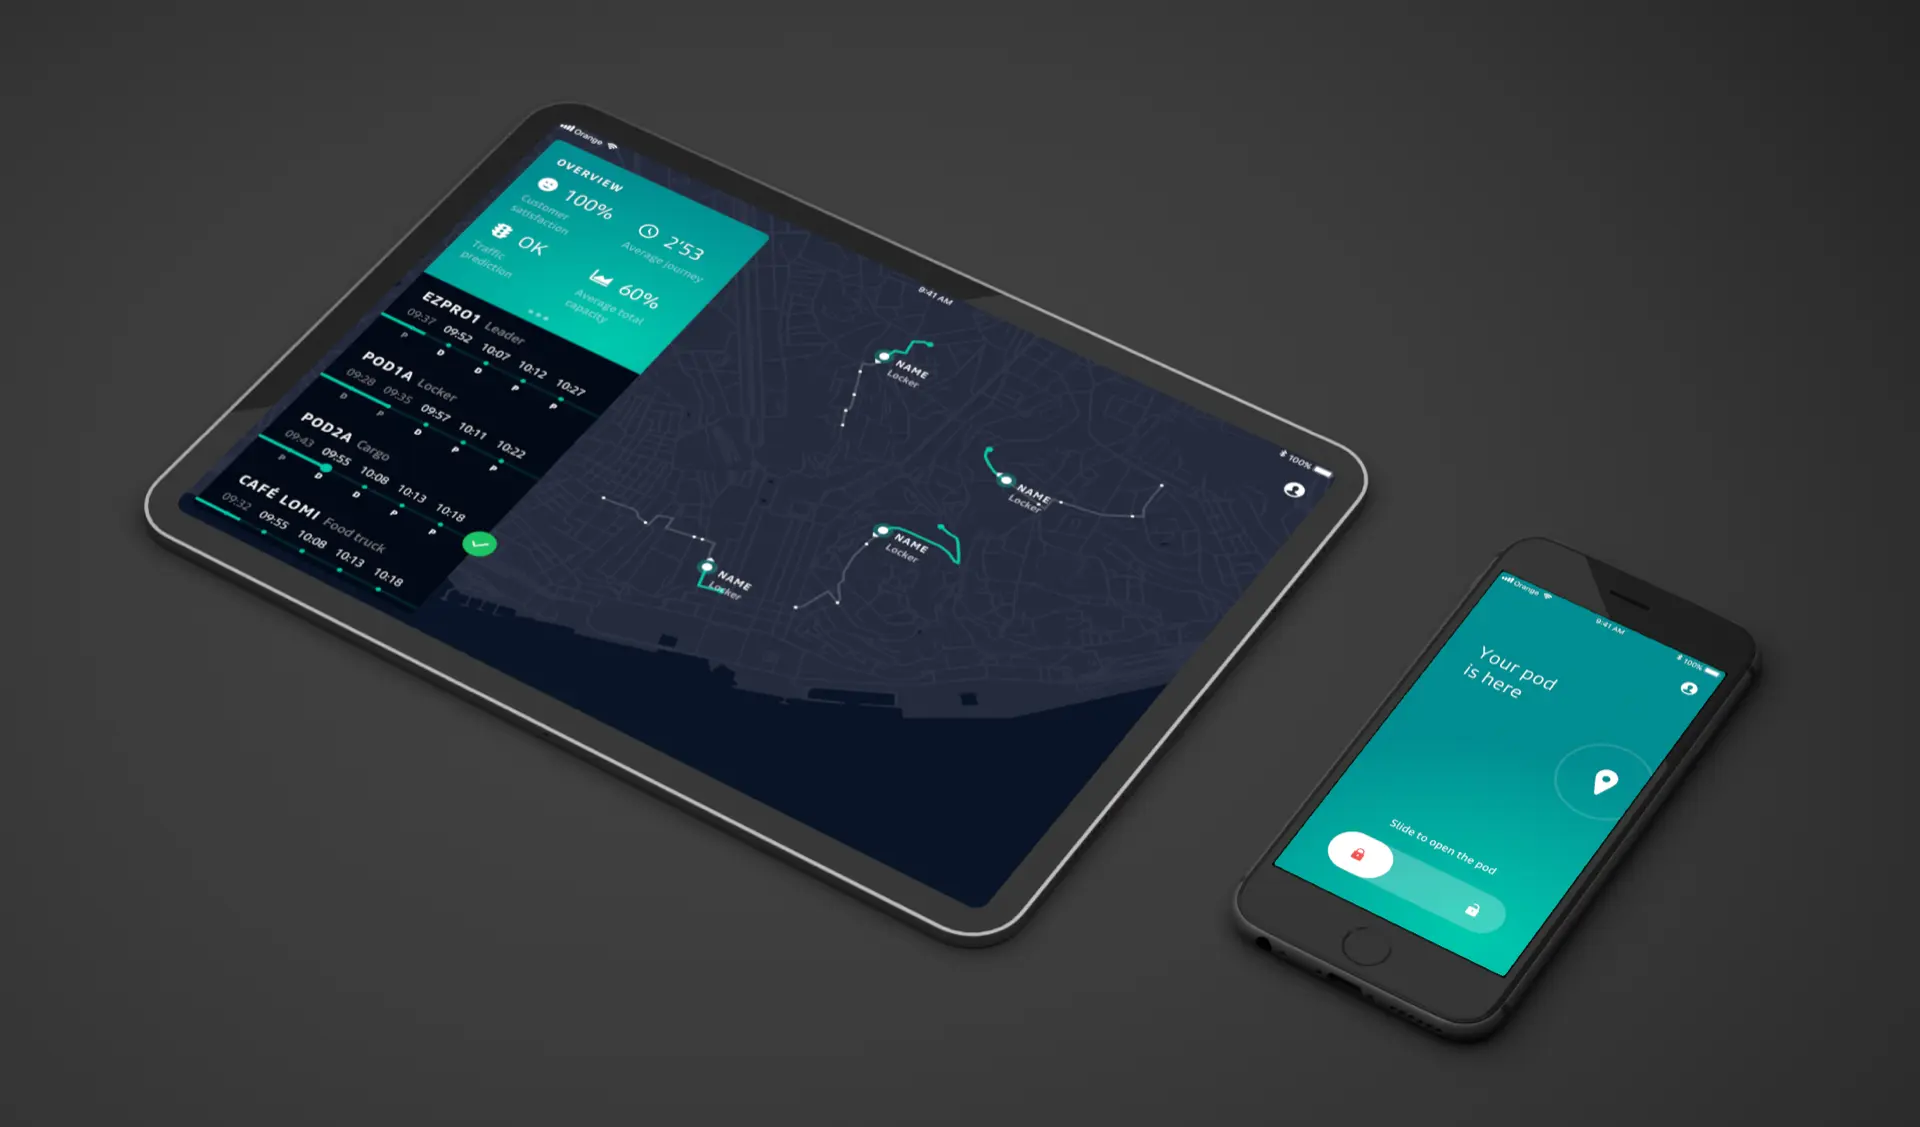 Orange
OVERVIEW
100%
Customer
satisfaction
2'53
Average journey
OK
Traffic
prediction
60%
Average total
capacity
EZPRO1 Leader
09:37 09:52 10:07 10:12 10:27
P D D P P
POD1A Locker
09:28 09:35 09:57 10:11 10:22
D P D P P
POD2A Cargo
09:43 09:55 10:08 10:13 10:18
P D D P P
CAFÉ LOMI Food truck
09:32 09:55 10:08 10:13 10:18
9:41 AM
100%
NAME
Locker
NAME
Locker
NAME
Locker
NAME
Locker
Orange
9:41 AM
100%
Your pod
is here
Slide to open the pod